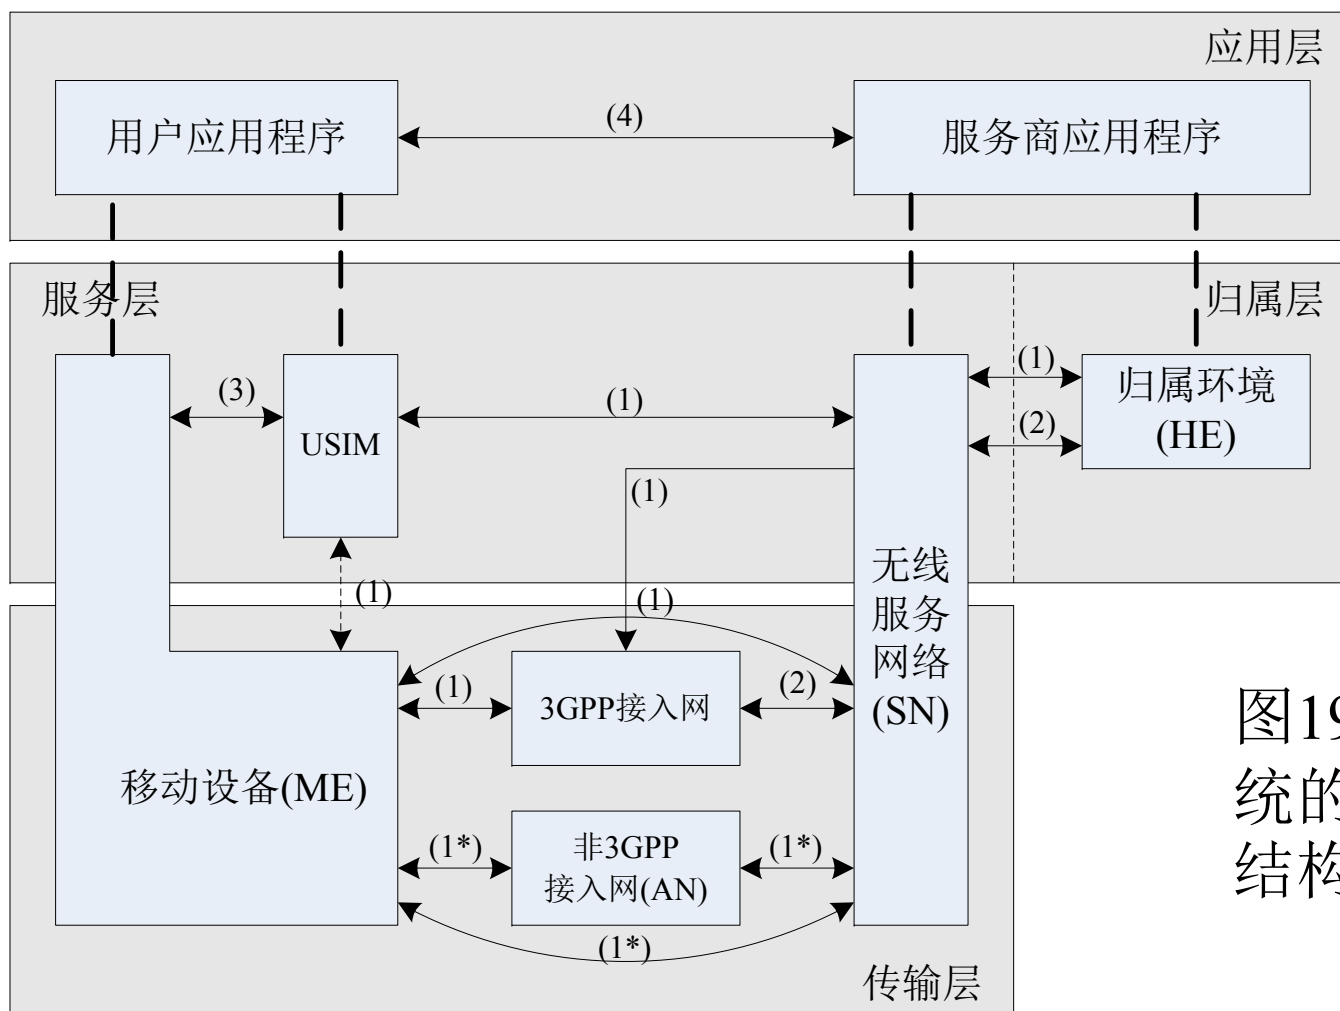 应用层
用户应用程序
(4)
服务商应用程序
服务层
归属层
(3)
USIM
(1)
(1)
(2)
归属环境
(HE)
(1)
(1)
(1)
无线
服务
网络
(SN)
(1)
3GPP接入网
(2)
移动设备(ME)
(1*)
非3GPP
接入网(AN)
(1*)
(1*)
传输层
图19
统的
结构